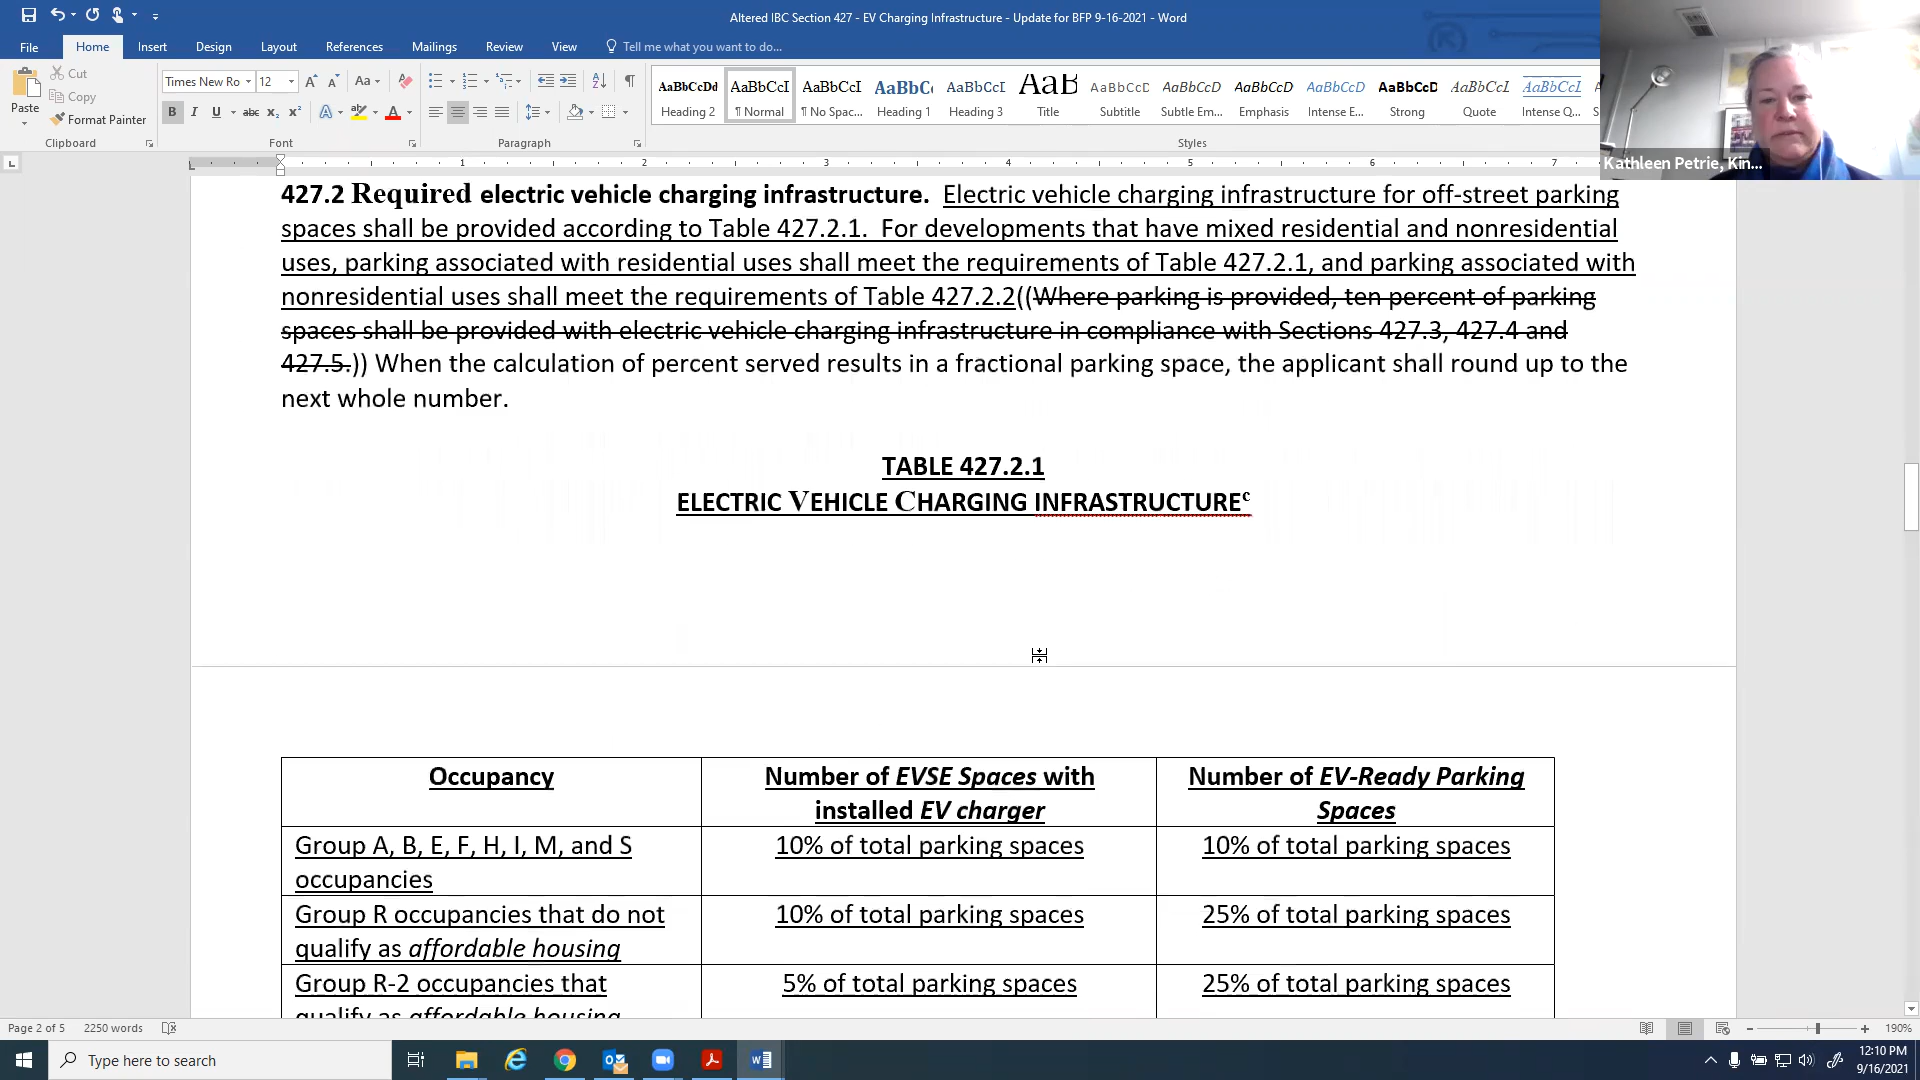 Altered IBC Section 427 - EV Charging Infrastructure - Update for BFP 9-16-2021 - Word
File Home Insert Design Layout References Mailings Review View Tell me what you want to do...
Paste
Cut
Copy
Format Painter
Clipboard
Times New Ro 12
Font
Paragraph
AaBbCcDd AaBbCcI AaBbCcI AaBbC AaBbCcI AaB AaBbCcD AaBbCcD AaBbCcD AaBbCcD AaBbCcD AaBbCcI AaBbCcD
Heading 2 ¶ Normal ¶ No Spac... Heading 1 Heading 3 Title Subtitle Subtle Em... Emphasis Intense E... Strong Quote Intense Q...
Styles
Kathleen Petrie, Kin...
1 2 3 4 5 6 7
427.2 Required electric vehicle charging infrastructure. Electric vehicle charging infrastructure for off-street parking
spaces shall be provided according to Table 427.2.1. For developments that have mixed residential and nonresidential
uses, parking associated with residential uses shall meet the requirements of Table 427.2.1, and parking associated with
nonresidential uses shall meet the requirements of Table 427.2.2((Where parking is provided, ten percent of parking
spaces shall be provided with electric vehicle charging infrastructure in compliance with Sections 427.3, 427.4 and
427.5.)) When the calculation of percent served results in a fractional parking space, the applicant shall round up to the
next whole number.
TABLE 427.2.1
ELECTRIC VEHICLE CHARGING INFRASTRUCTUREᶜ
Occupancy
Number of EVSE Spaces with
installed EV charger
Number of EV-Ready Parking
Spaces
Group A, B, E, F, H, I, M, and S
occupancies
10% of total parking spaces
10% of total parking spaces
Group R occupancies that do not
qualify as affordable housing
10% of total parking spaces
25% of total parking spaces
Group R-2 occupancies that
qualify as affordable housing
5% of total parking spaces
25% of total parking spaces
Page 2 of 5 2250 words
190%
Type here to search
12:10 PM
9/16/2021